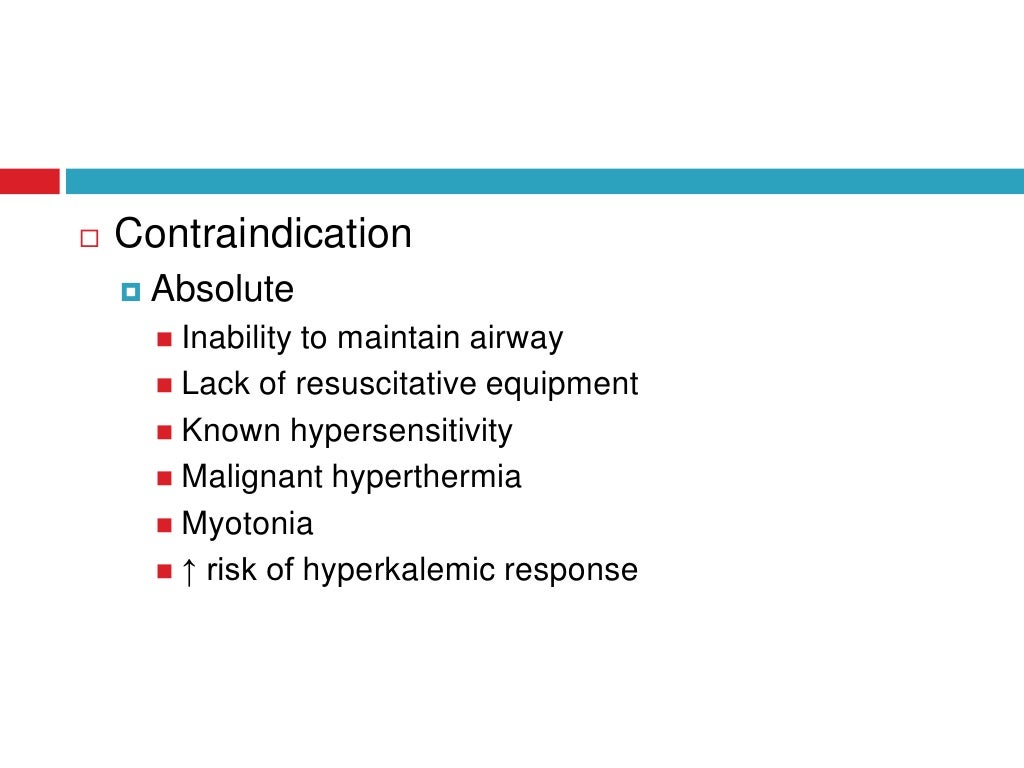 Contraindication
Absolute
Inability to maintain airway
Lack of resuscitative equipment
Known hypersensitivity
Malignant hyperthermia
Myotonia
↑ risk of hyperkalemic response